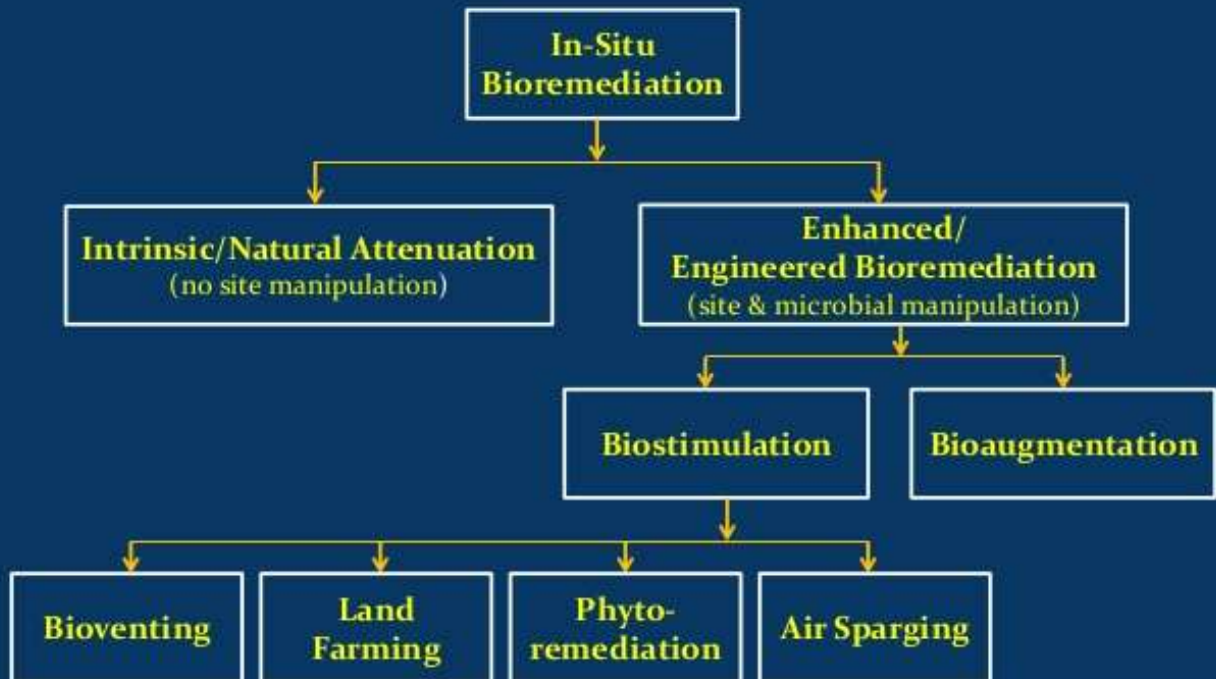 In-Situ
Bioremediation
Intrinsic/Natural Attenuation
(no site manipulation)
Enhanced/
Engineered Bioremediation
(site & microbial manipulation)
Biostimulation
Bioaugmentation
Bioventing
Land
Farming
Phyto-
remediation
Air Sparging